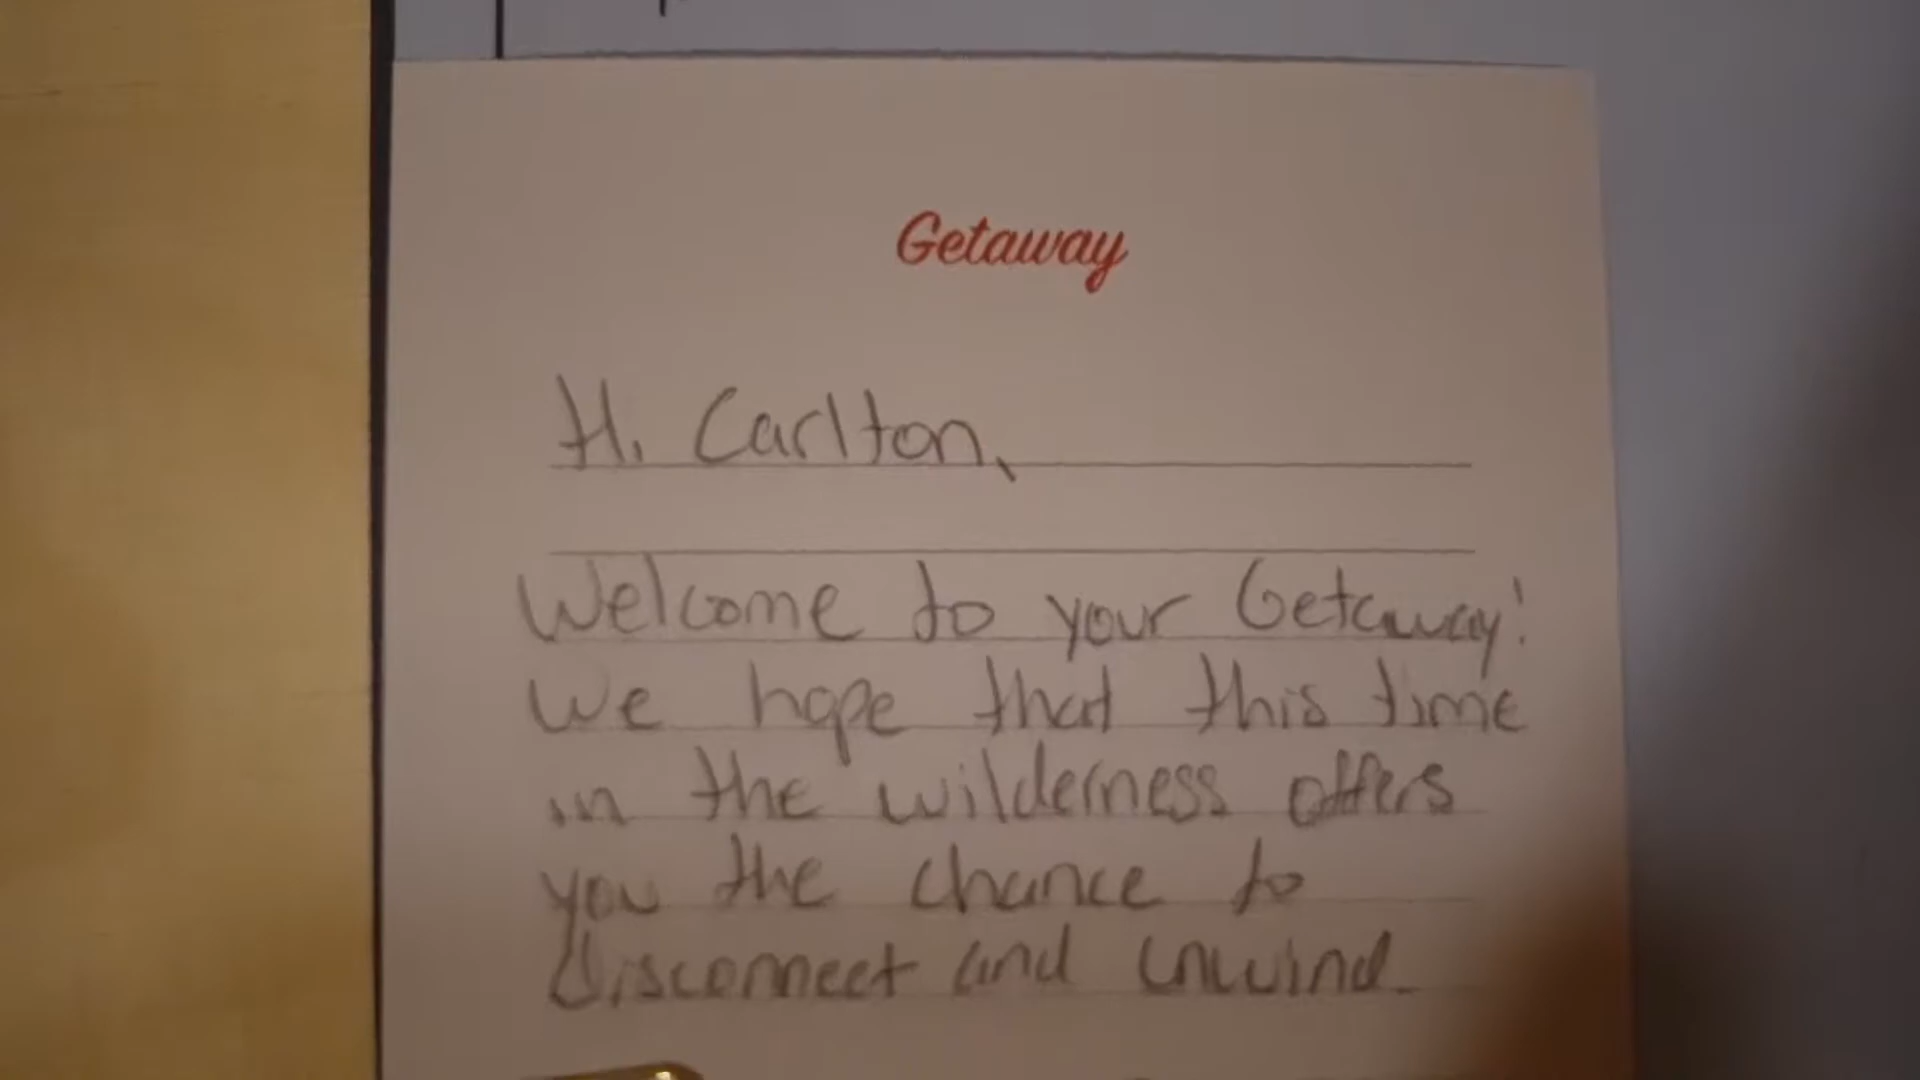 Getaway
Hi Carlton,
Welcome to your Getaway!
We hope that this time
in the wilderness offers
you the chance to
disconnect and unwind.